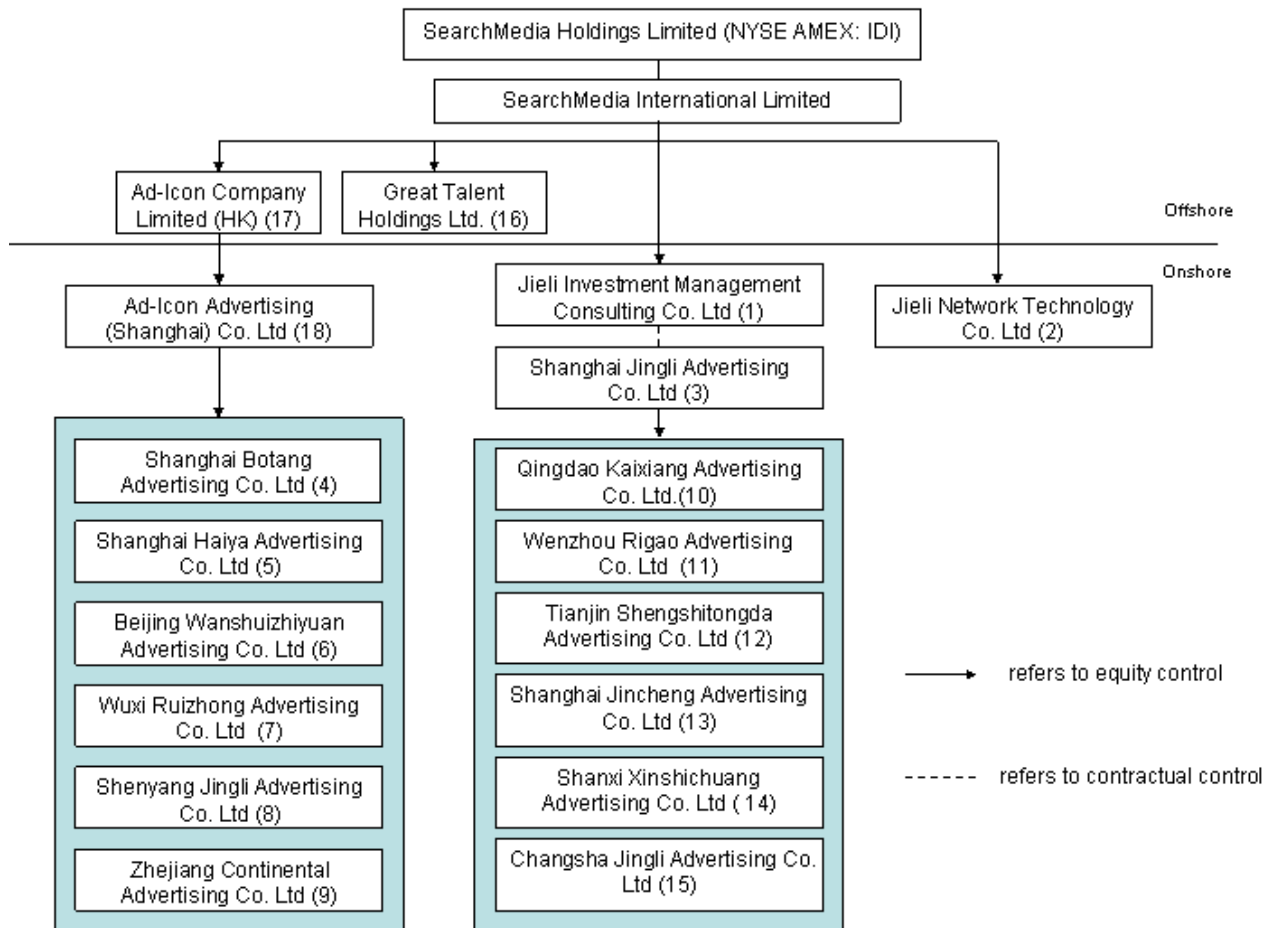 SearchMedia Holdings Limited (NYSE AMEX: IDI)
SearchMedia International Limited
Ad-Icon Company
Limited (HK) (17)
Great Talent
Holdings Ltd. (16)
Offshore
Onshore
Ad-Icon Advertising
(Shanghai) Co. Ltd (18)
Jieli Investment Management
Consulting Co. Ltd (1)
Jieli Network Technology
Co. Ltd (2)
Shanghai Jingli Advertising
Co. Ltd (3)
Shanghai Botang
Advertising Co. Ltd (4)
Shanghai Haiya Advertising
Co. Ltd (5)
Beijing Wanshuizhiyuan
Advertising Co. Ltd (6)
Wuxi Ruizhong Advertising
Co. Ltd (7)
Shenyang Jingli Advertising
Co. Ltd (8)
Zhejiang Continental
Advertising Co. Ltd (9)
Qingdao Kaixiang Advertising
Co. Ltd.(10)
Wenzhou Rigao Advertising
Co. Ltd (11)
Tianjin Shengshitongda
Advertising Co. Ltd (12)
Shanghai Jincheng Advertising
Co. Ltd (13)
Shanxi Xinshichuang
Advertising Co. Ltd ( 14)
Changsha Jingli Advertising Co.
Ltd (15)
refers to equity control
refers to contractual control